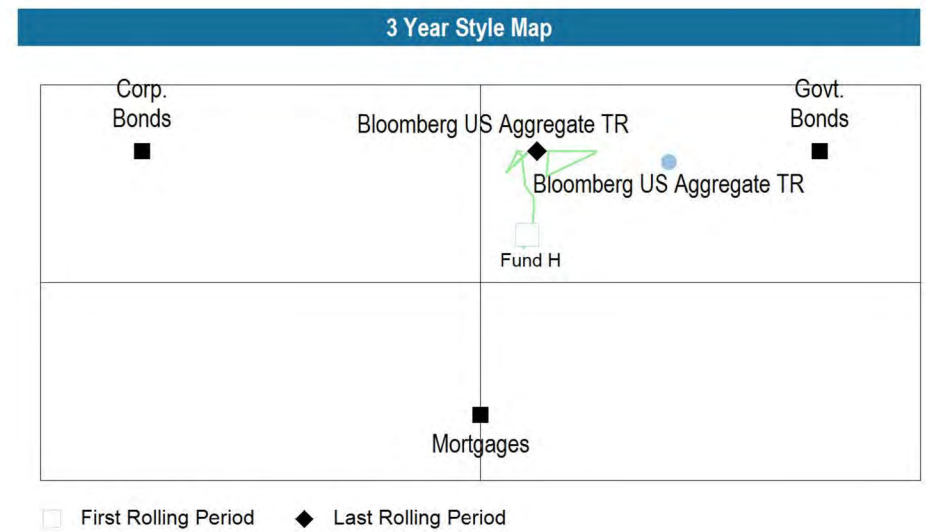 3 Year Style Map
Corp.
Bonds
Govt.
Bonds
Bloomberg US Aggregate TR
Bloomberg US Aggregate TR
Fund H
Mortgages
First Rolling Period
Last Rolling Period